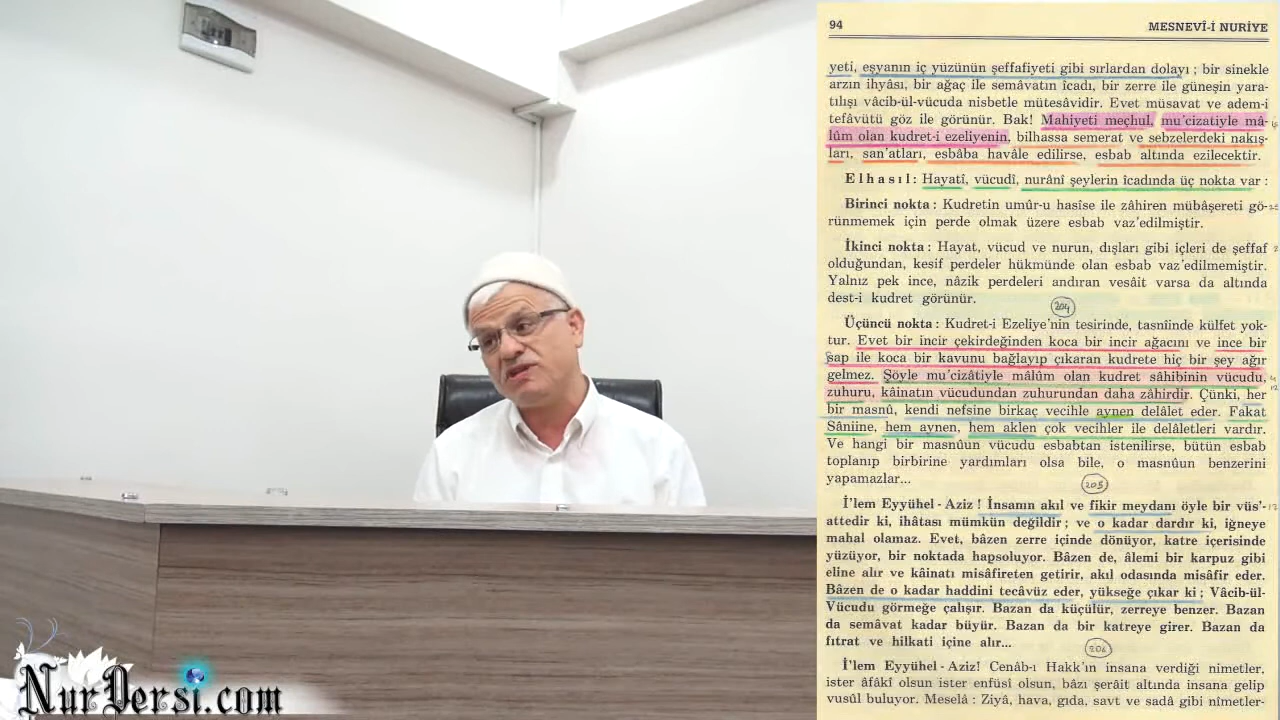 94 MESNEVÎ-İ NURİYE
yeti, eşyanın iç yüzünün şeffafiyeti gibi sırlardan dolayı ; bir sinekle
arzın ihyâsı, bir ağaç ile semâvatın îcadı, bir zerre ile güneşin yara-
tılışı vâcib-ül-vücuda nisbetle mütesâvidir. Evet müsavat ve adem-i
tefâvütü göz ile görünür. Bak! Mahiyeti meçhul, mu'cizatiyle mâ-
lûm olan kudret-i ezeliyenin, bilhassa semerat ve sebzelerdeki nakış-
ları, san'atları, esbâba havâle edilirse, esbab altında ezilecektir.
Elhasıl: Hayatî, vücudî, nurânî şeylerin îcadında üç nokta var :
Birinci nokta : Kudretin umûr-u hasîse ile zâhiren mübâşereti gö-
rünmemek için perde olmak üzere esbab vaz'edilmiştir.
İkinci nokta : Hayat, vücud ve nurun, dışları gibi içleri de şeffaf
olduğundan, kesif perdeler hükmünde olan esbab vaz'edilmemiştir.
Yalnız pek ince, nâzik perdeleri andıran vesâit varsa da altında
dest-i kudret görünür.
204
Üçüncü nokta : Kudret-i Ezeliye'nin tesirinde, tasniinde külfet yok-
tur. Evet bir incir çekirdeğinden koca bir incir ağacını ve ince bir
sap ile koca bir kavunu bağlayıp çıkaran kudrete hiç bir şey ağır
gelmez. Şöyle mu'cizâtiyle mâlûm olan kudret sâhibinin vücudu,
zuhuru, kâinatın vücudundan zuhurundan daha zâhirdir. Çünki, her
bir masnû, kendi nefsine birkaç vecihle aynen delâlet eder. Fakat
Sâniine, hem aynen, hem aklen çok vecihler ile delâletleri vardır.
Ve hangi bir masnûun vücudu esbabtan istenilirse, bütün esbab
toplanıp birbirine yardımları olsa bile, o masnûun benzerini
yapamazlar...
205
İ'lem Eyyühel - Aziz ! İnsanın akıl ve fikir meydanı öyle bir vüs'-
attedir ki, ihâtası mümkün değildir ; ve o kadar dardır ki, iğneye
mahal olamaz. Evet, bâzen zerre içinde dönüyor, katre içerisinde
yüzüyor, bir noktada hapsoluyor. Bâzen de, âlemi bir karpuz gibi
eline alır ve kâinatı misâfireten getirir, akıl odasında misâfir eder.
Bâzen de o kadar haddini tecâvüz eder, yükseğe çıkar ki ; Vâcib-ül-
Vücudu görmeğe çalışır. Bazan da küçülür, zerreye benzer. Bazan
da semâvat kadar büyür. Bazan da bir katreye girer. Bazan da
fıtrat ve hilkati içine alır...
206
İ'lem Eyyühel - Aziz! Cenâb-ı Hakk'ın insana verdiği nimetler,
ister âfâkî olsun ister enfüsî olsun, bâzı şerâit altında insana gelip
vusûl buluyor. Meselâ : Ziyâ, hava, gıda, savt ve sadâ gibi nîmetler-
NurDersi.com